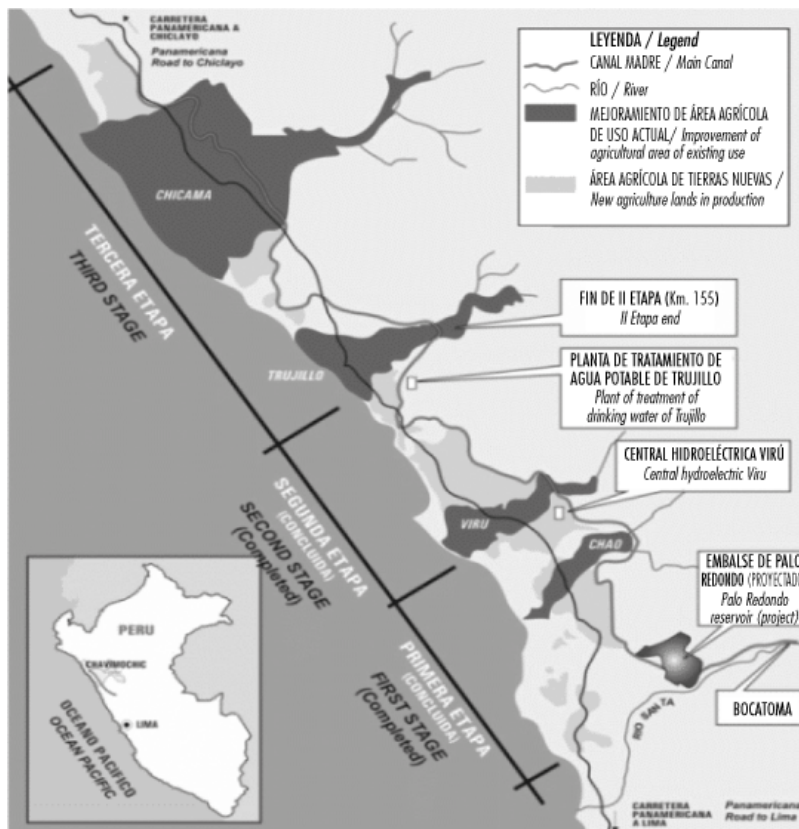 CARRETERA
PANAMERICANA A
CHICLAYO
Panamericana
Road to Chiclayo
LEYENDA / Legend
CANAL MADRE / Main Canal
RÍO / River
MEJORAMIENTO DE ÁREA AGRÍCOLA
DE USO ACTUAL/ Improvement of
agricultural area of existing use
ÁREA AGRÍCOLA DE TIERRAS NUEVAS /
New agriculture lands in production
CHICAMA
TERCERA ETAPA
THIRD STAGE
FIN DE II ETAPA (Km. 155)
II Etapa end
TRUJILLO
PLANTA DE TRATAMIENTO DE
AGUA POTABLE DE TRUJILLO
Plant of treatment of
drinking water of Trujillo
CENTRAL HIDROELÉCTRICA VIRÚ
Central hydroelectric Viru
SEGUNDA ETAPA
(CONCLUIDA)
SECOND STAGE
(Completed)
VIRU
CHAO
EMBALSE DE PALO
REDONDO (PROYECTADO
Palo Redondo
reservoir (project)
PRIMERA ETAPA
(CONCLUIDA)
FIRST STAGE
(Completed)
BOCATOMA
RIO SANTA
PERU
CHAVIMOCHIC
LIMA
OCEANO PACIFICO
OCEAN PACIFIC
CARRETERA
PANAMERICANA
A LIMA
Panamericana
Road to Lima